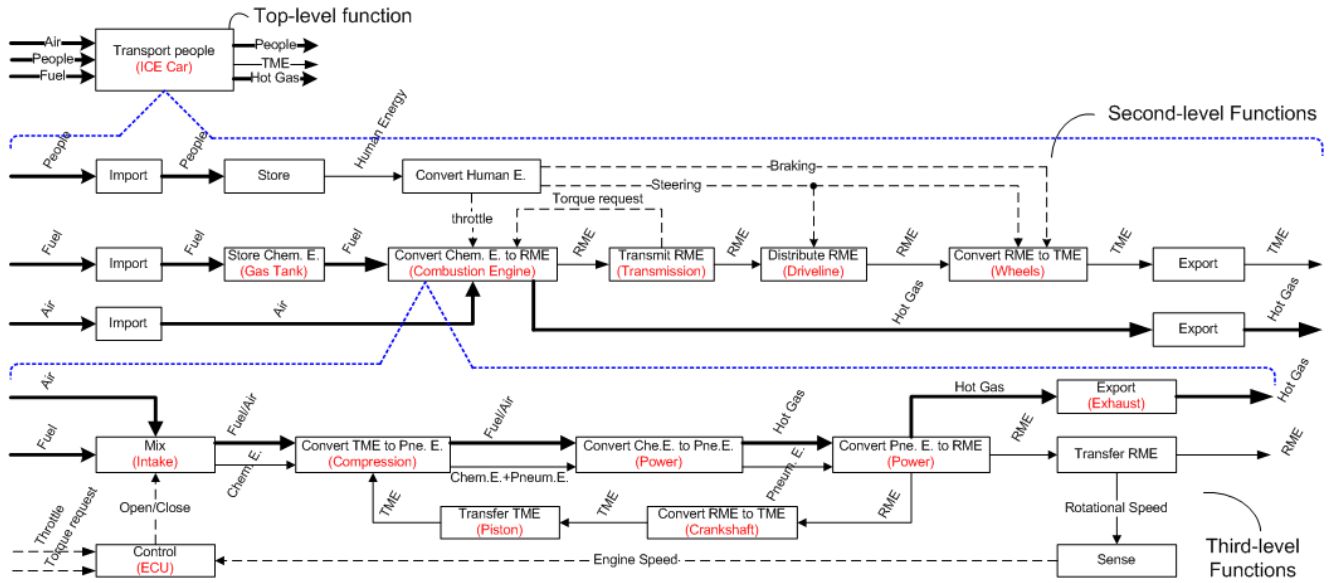 Top-level function
Air
People
Fuel
Transport people
(ICE Car)
People
TME
Hot Gas
Second-level Functions
People
Import
People
Store
Human Energy
Convert Human E.
Braking
Steering
throttle
Torque request
Fuel
Import
Fuel
Store Chem. E.
(Gas Tank)
Fuel
Convert Chem. E. to RME
(Combustion Engine)
RME
Transmit RME
(Transmission)
RME
Distribute RME
(Driveline)
RME
Convert RME to TME
(Wheels)
TME
Export
TME
Air
Import
Air
Hot Gas
Export
Hot Gas
Air
Fuel
Mix
(Intake)
Fuel/Air
Chem. E.
Convert TME to Pne. E.
(Compression)
Fuel/Air
Chem.E.+Pneum.E.
Convert Che.E. to Pne.E.
(Power)
Hot Gas
Pneum. E.
Convert Pne. E. to RME
(Power)
Hot Gas
Export
(Exhaust)
Hot Gas
RME
Transfer RME
RME
Open/Close
TME
Transfer TME
(Piston)
TME
Convert RME to TME
(Crankshaft)
RME
Rotational Speed
Throttle
Torque request
Control
(ECU)
Engine Speed
Sense
Third-level
Functions